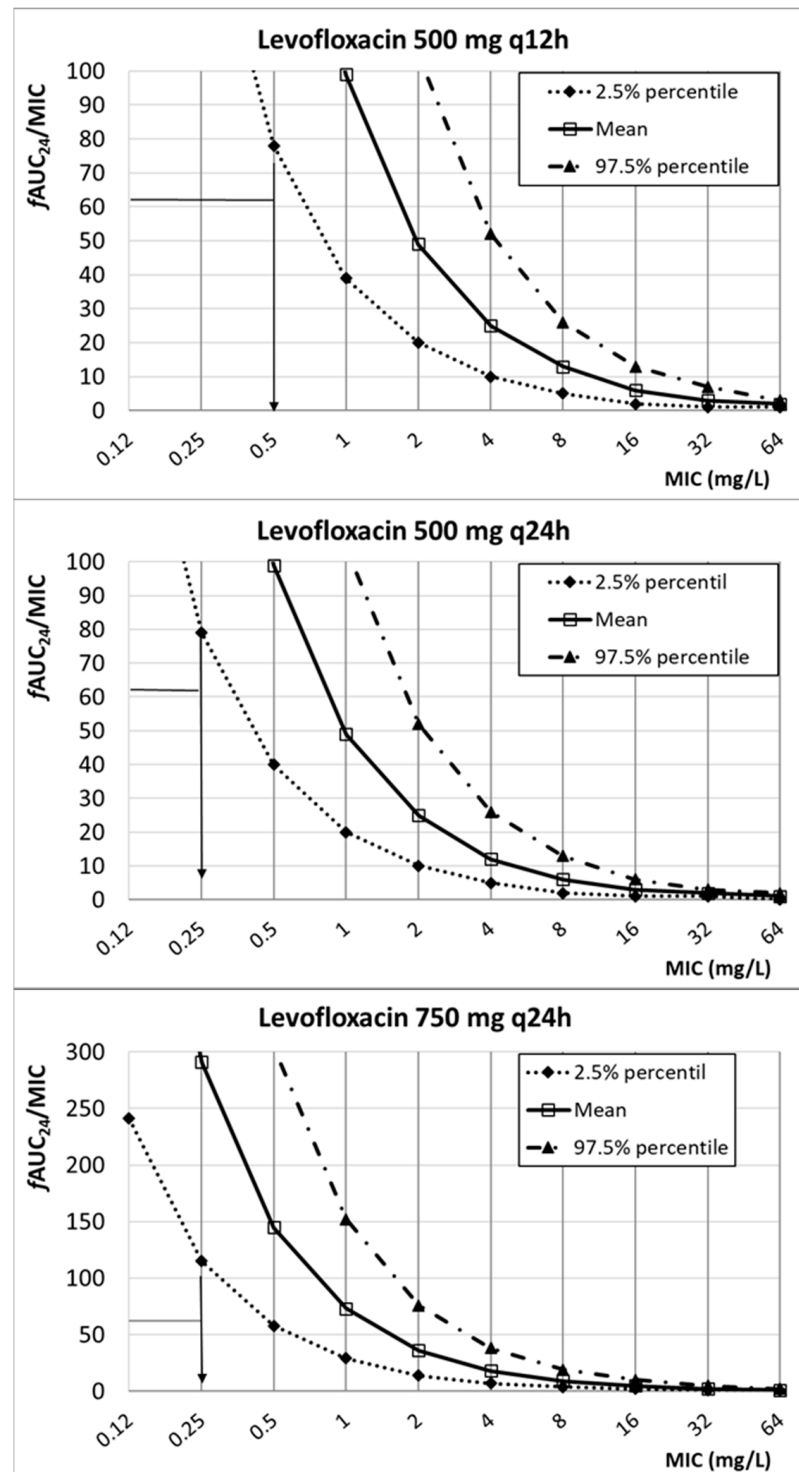 Levofloxacin 500 mg q12h
fAUC24/MIC
100
90
80
70
60
50
40
30
20
10
0
2.5% percentile
Mean
97.5% percentile
0.12 0.25 0.5 1 2 4 8 16 32 64
MIC (mg/L)
Levofloxacin 500 mg q24h
fAUC24/MIC
100
90
80
70
60
50
40
30
20
10
0
2.5% percentil
Mean
97.5% percentile
0.12 0.25 0.5 1 2 4 8 16 32 64
MIC (mg/L)
Levofloxacin 750 mg q24h
fAUC24/MIC
300
250
200
150
100
50
0
2.5% percentil
Mean
97.5% percentile
0.12 0.25 0.5 1 2 4 8 16 32 64
MIC (mg/L)